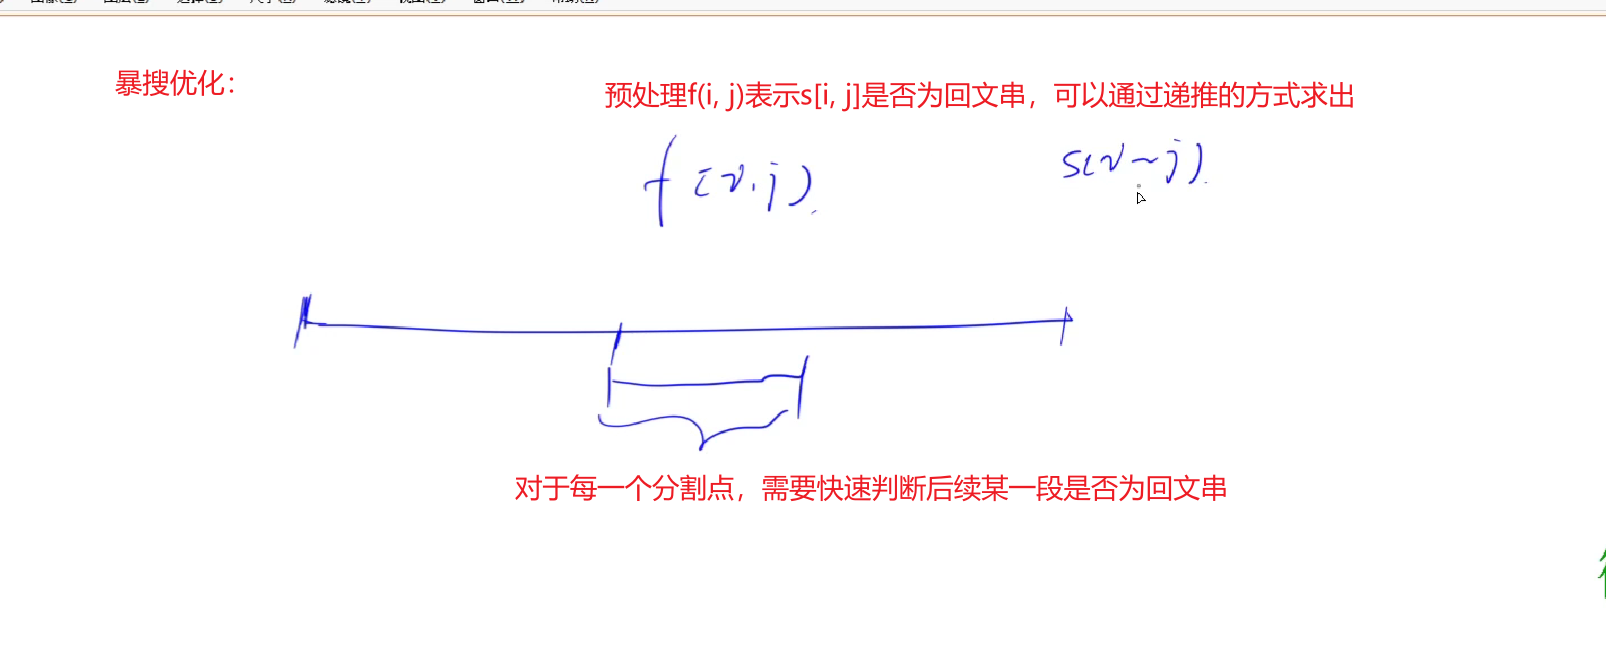 暴搜优化：
预处理f(i, j)表示s[i, j]是否为回文串，可以通过递推的方式求出
f(i,j)
s(i~j)
对于每一个分割点，需要快速判断后续某一段是否为回文串